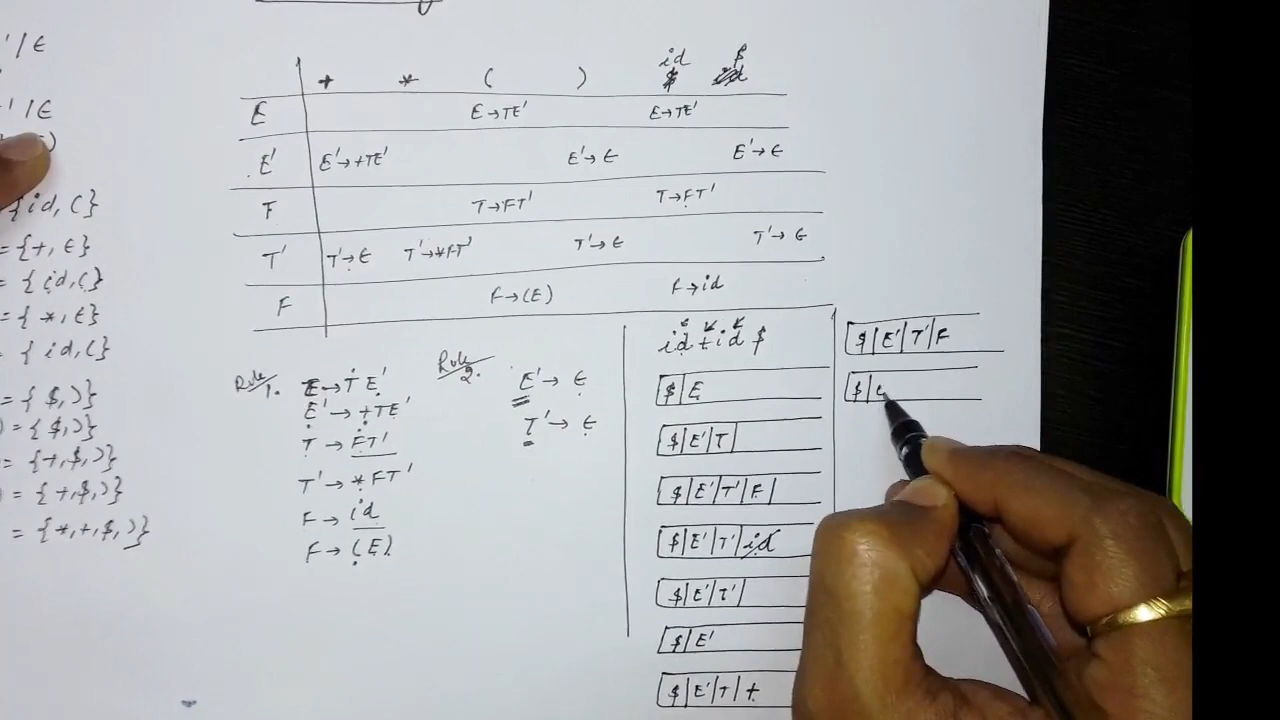 ' / ϵ
' / ϵ
)
{id, (}
= {+, ϵ}
= {id, (}
= {*, ϵ}
= {id, (}
= {$, )}
) = {$, )}
= {+, $, )}
) = {+, $, )}
= {*, +, $, )}
id $
+ * ( )
E E→TE' E→TE'
E' E'→+TE' E'→ϵ E'→ϵ
F T→FT' T→FT'
T' T'→ϵ T'→*FT' T'→ϵ T'→ϵ
F F→(E) F→id
Rule 1. E→TE'
E'→+TE'
T→FT'
T'→*FT'
F→id
F→(E)
Rule 2. E'→ϵ
T'→ϵ
id+id $
$|E
$|E'|T|
$|E'|T'|F|
$|E'|T'|id
$|E'|T'|
$|E'
$|E'|T|+
$|E'|T'|F
$|